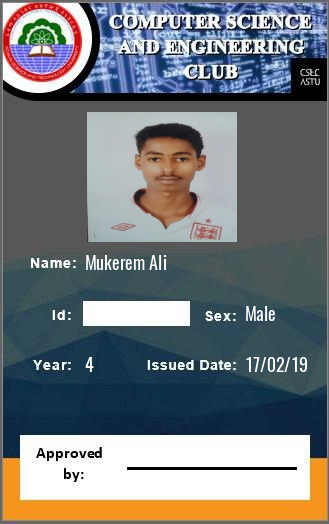 COMPUTER SCIENCE
AND ENGINEERING
CLUB
CSEC
ASTU
Name: Mukerem Ali
Id:
Sex: Male
Year: 4
Issued Date: 17/02/19
Approved
by: